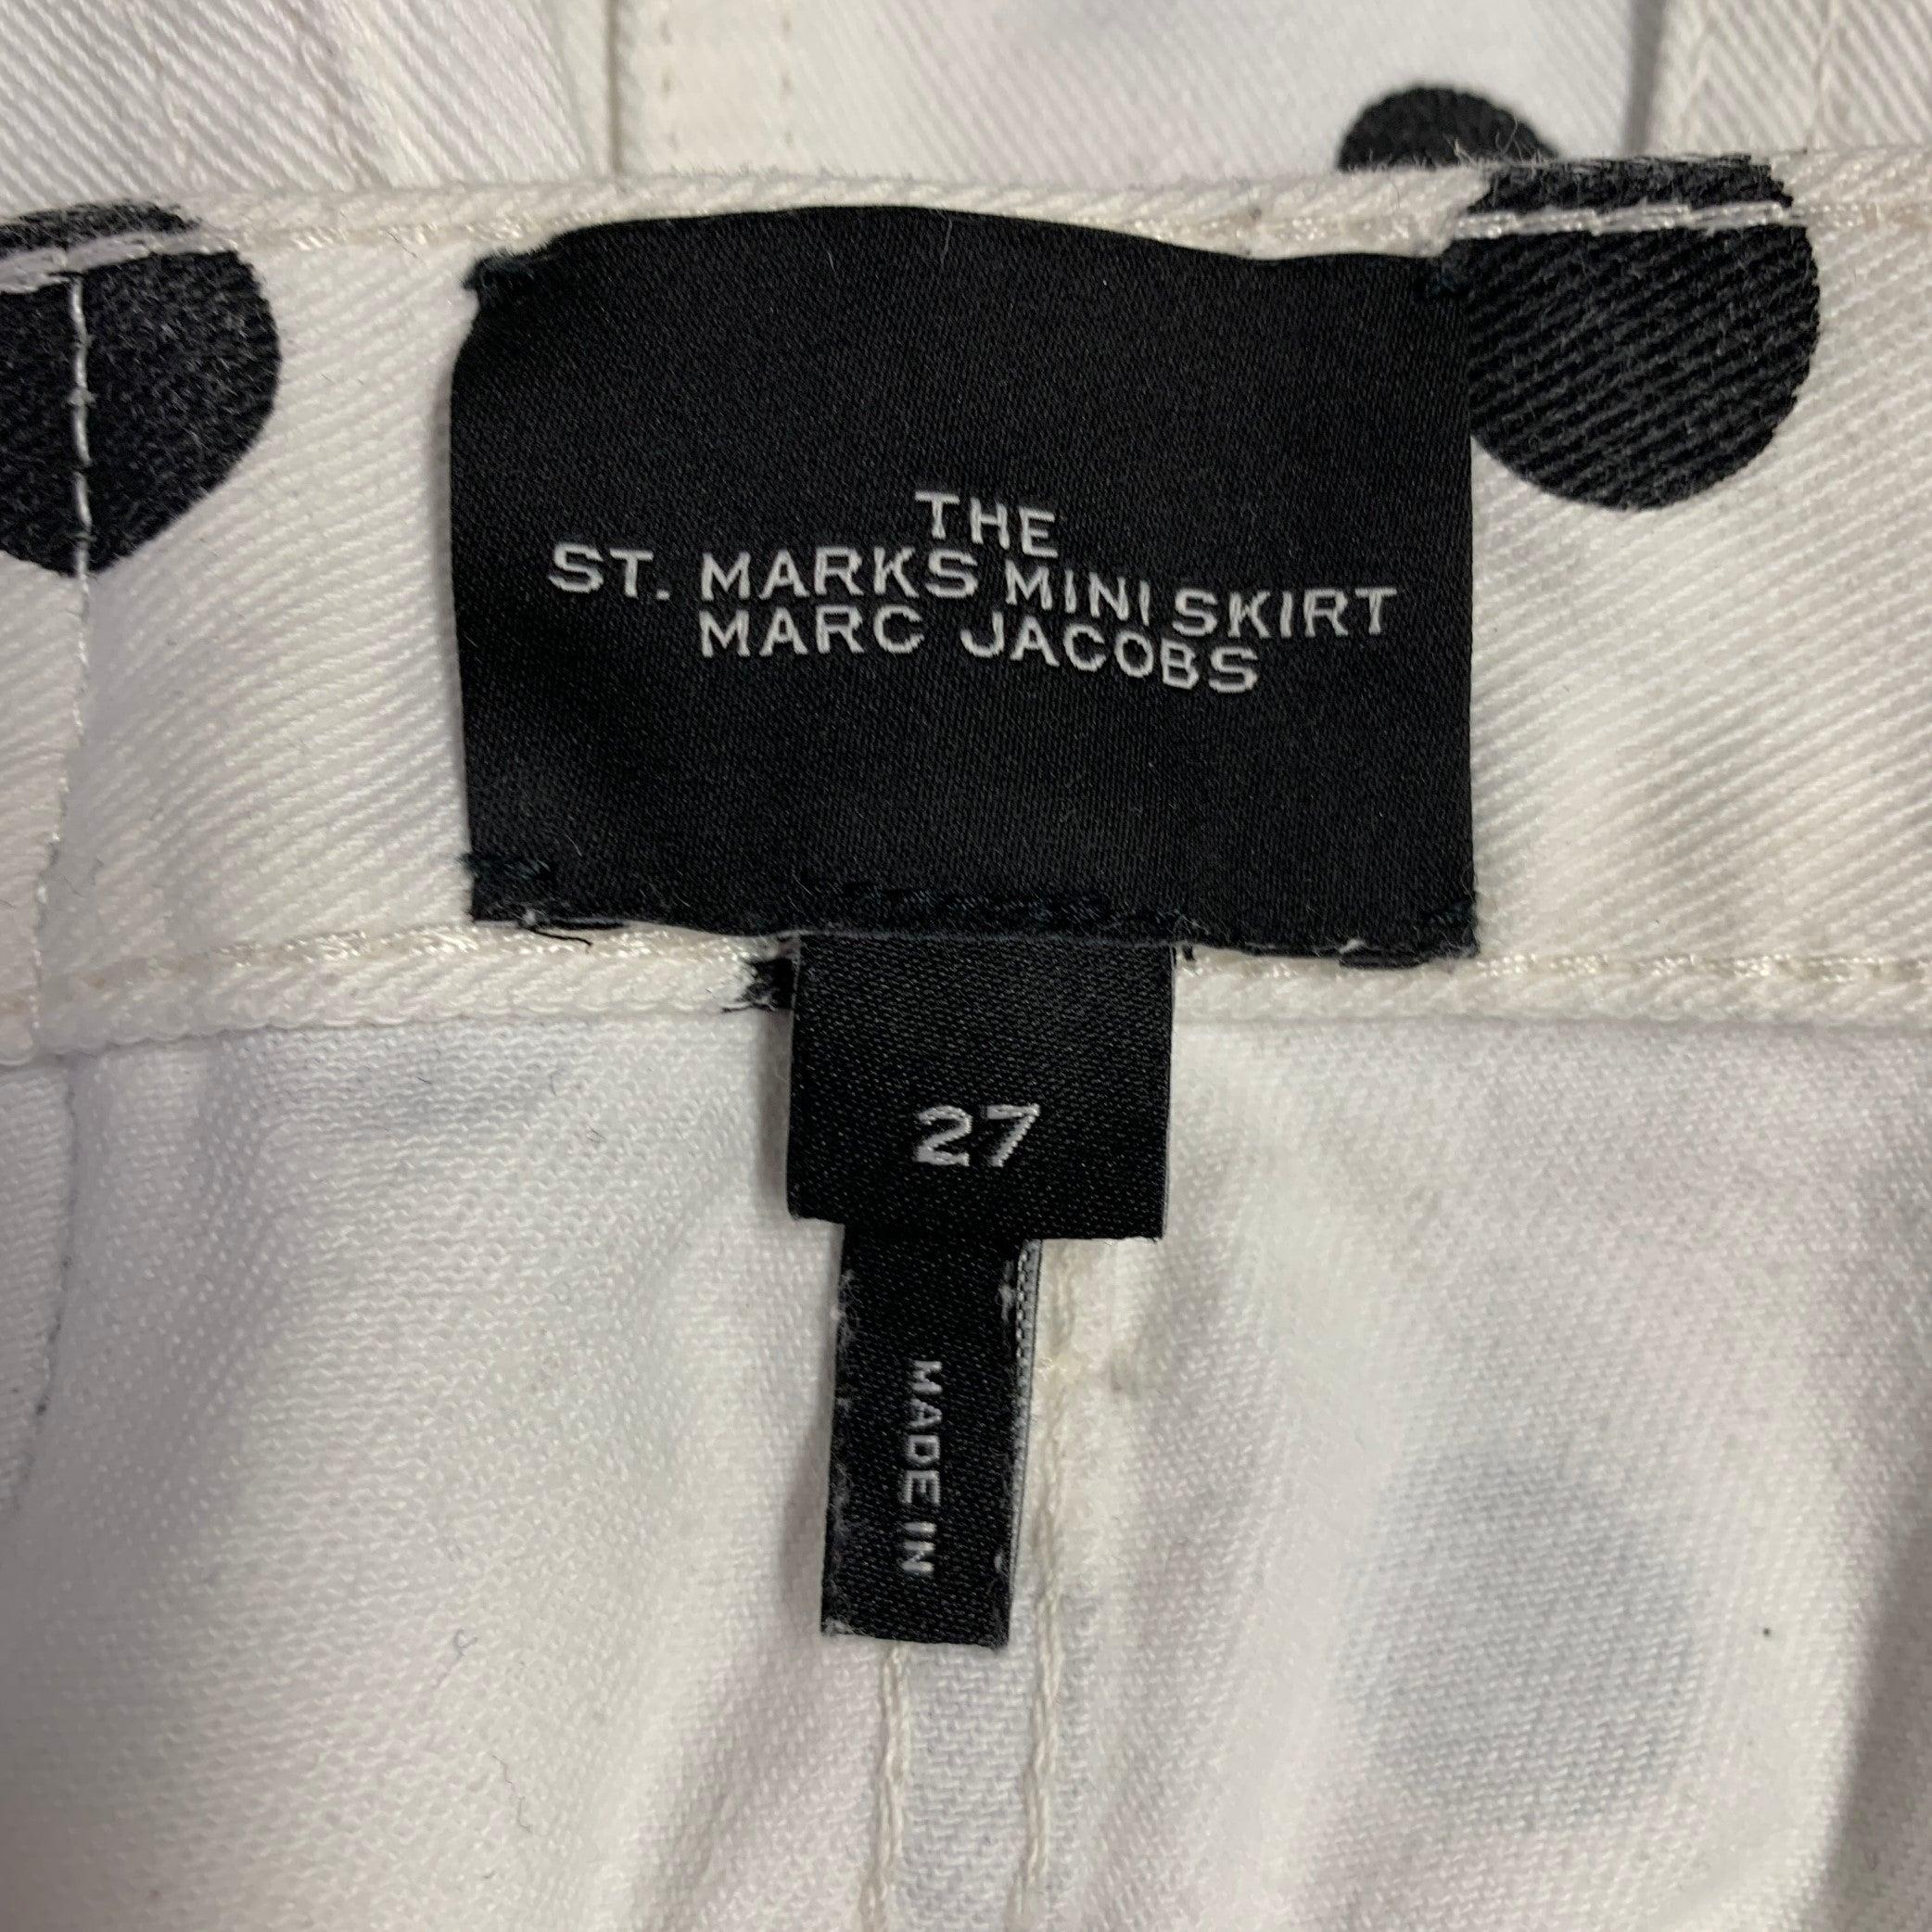 THE
ST. MARKS MINI SKIRT
MARC JACOBS
27
MADE IN